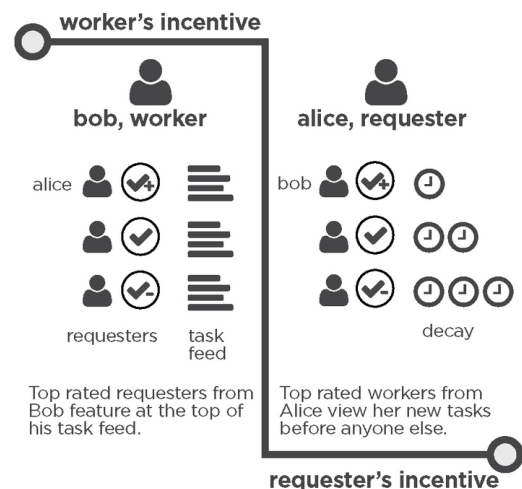 worker's incentive
bob, worker
alice
requesters
task
feed
Top rated requesters from
Bob feature at the top of
his task feed.
alice, requester
bob
decay
Top rated workers from
Alice view her new tasks
before anyone else.
requester's incentive